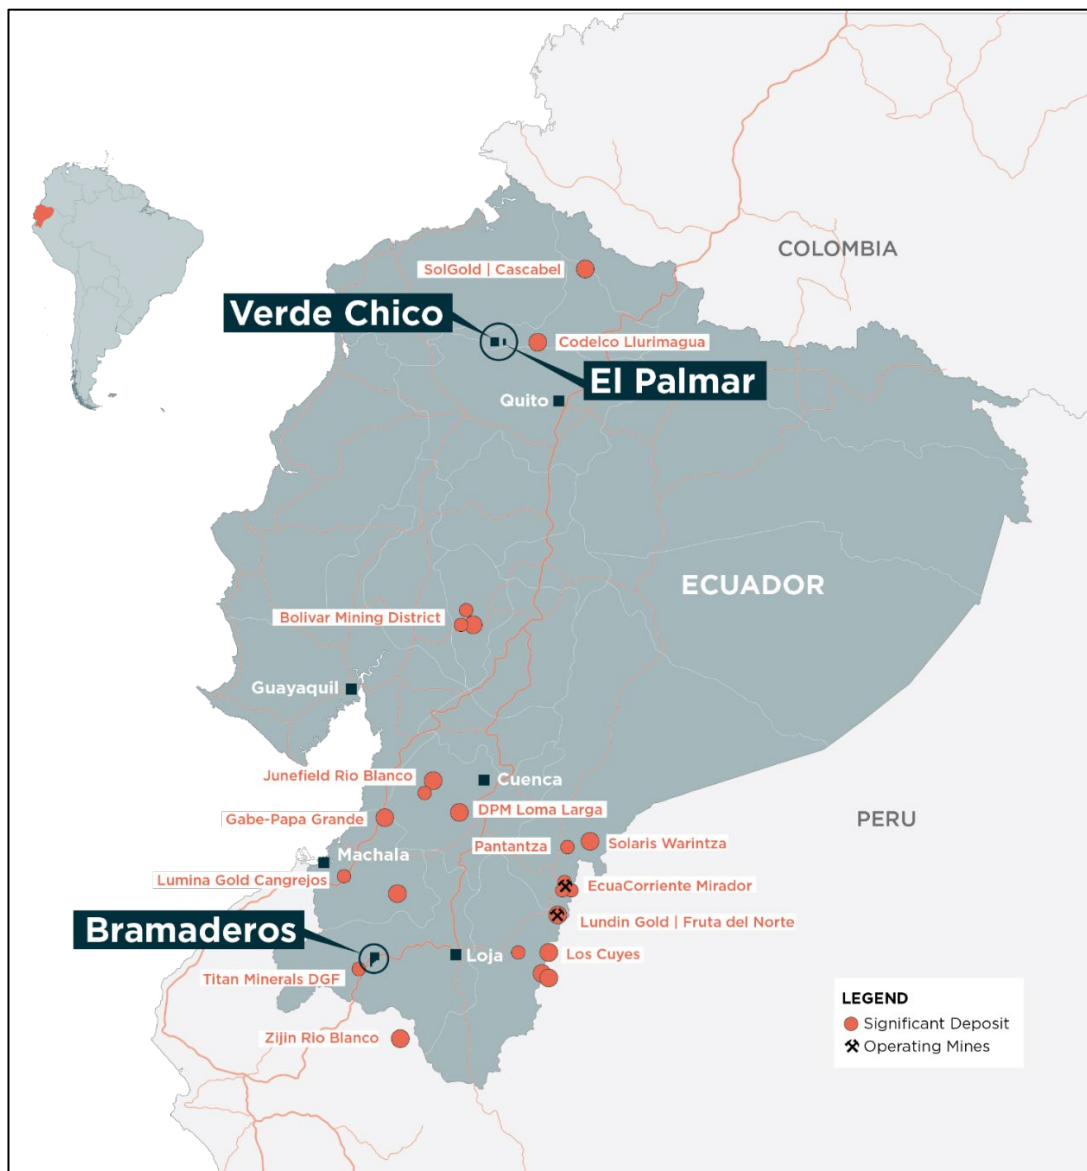 COLOMBIA
SolGold | Cascabel
Verde Chico
Codelco Llurimagua
El Palmar
Quito
ECUADOR
Bolivar Mining District
Guayaquil
Junefield Rio Blanco
Cuenca
DPM Loma Larga
Gabe-Papa Grande
PERU
Pantantza
Solaris Warintza
Machala
Lumina Gold Cangrejos
EcuaCorriente Mirador
Lundin Gold | Fruta del Norte
Bramaderos
Loja
Los Cuyes
Titan Minerals DGF
Zijin Rio Blanco
LEGEND
Significant Deposit
Operating Mines